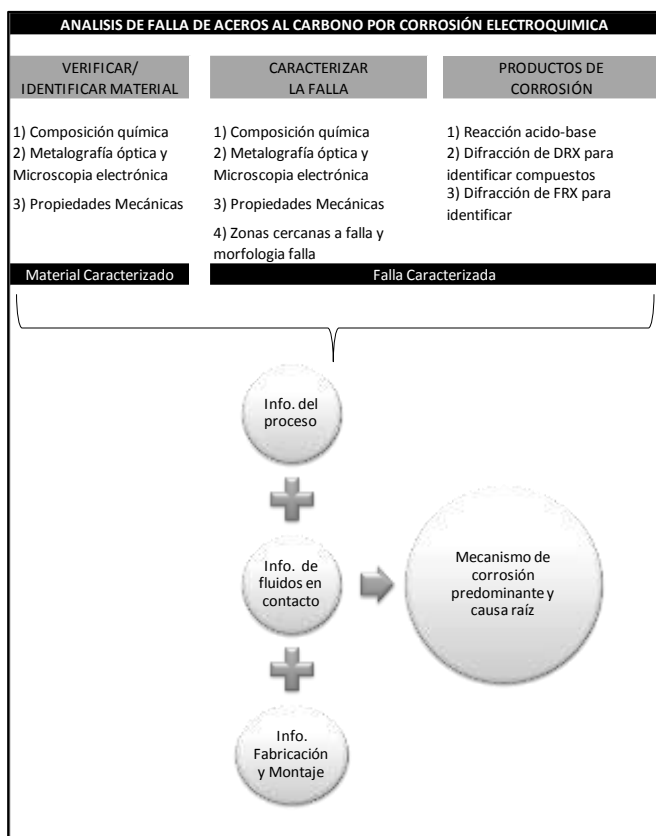 ANALISIS DE FALLA DE ACEROS AL CARBONO POR CORROSIÓN ELECTROQUIMICA
VERIFICAR/
IDENTIFICAR MATERIAL
1) Composición química
2) Metalografía óptica y
Microscopia electrónica
3) Propiedades Mecánicas
Material Caracterizado
CARACTERIZAR
LA FALLA
1) Composición química
2) Metalografía óptica y
Microscopia electrónica
3) Propiedades Mecánicas
4) Zonas cercanas a falla y
morfologia falla
PRODUCTOS DE
CORROSIÓN
1) Reacción acido-base
2) Difracción de DRX para
identificar compuestos
3) Difracción de FRX para
identificar
Falla Caracterizada
Info. del
proceso
Info. de
fluidos en
contacto
Info.
Fabricación
y Montaje
Mecanismo de
corrosión
predominante y
causa raíz